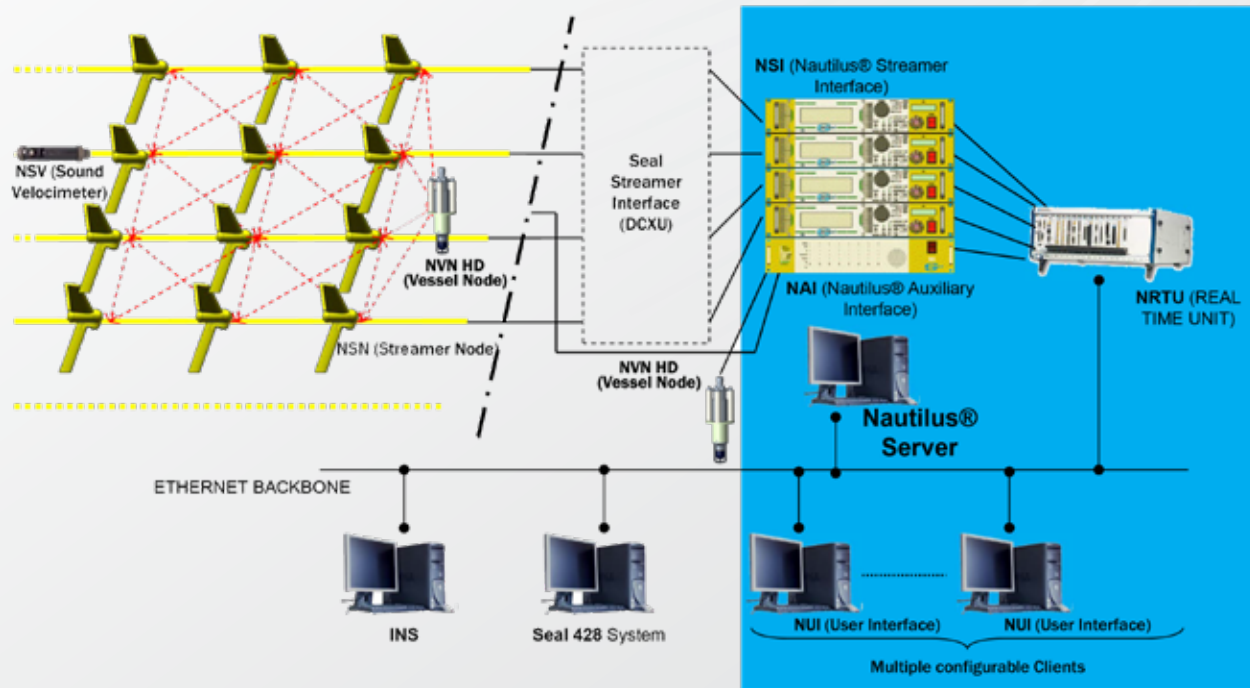 NSI (Nautilus® Streamer
Interface)
NSV (Sound
Velocimeter)
Seal
Streamer
Interface
(DCXU)
NVN HD
(Vessel Node)
NAI (Nautilus® Auxiliary
Interface)
NRTU (REAL
TIME UNIT)
NSN (Streamer Node)
NVN HD
(Vessel Node)
Nautilus®
Server
ETHERNET BACKBONE
INS
Seal 428 System
NUI (User Interface)
NUI (User Interface)
Multiple configurable Clients